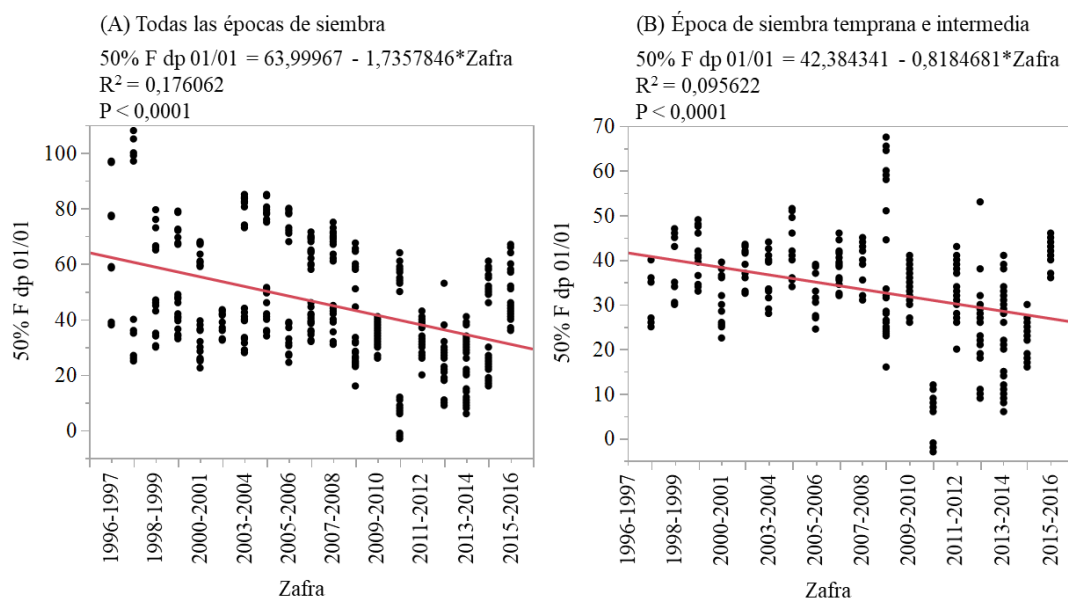 (A) Todas las épocas de siembra
50% F dp 01/01 = 63,99967 - 1,7357846*Zafra
R2 = 0,176062
P < 0,0001
100
80
60
40
20
0
50% F dp 01/01
1996-1997
1998-1999
2000-2001
2003-2004
2005-2006
2007-2008
2009-2010
2011-2012
2013-2014
2015-2016
Zafra
(B) Época de siembra temprana e intermedia
50% F dp 01/01 = 42,384341 - 0,8184681*Zafra
R2 = 0,095622
P < 0,0001
70
60
50
40
30
20
10
0
50% F dp 01/01
1996-1997
1998-1999
2000-2001
2003-2004
2005-2006
2007-2008
2009-2010
2011-2012
2013-2014
2015-2016
Zafra